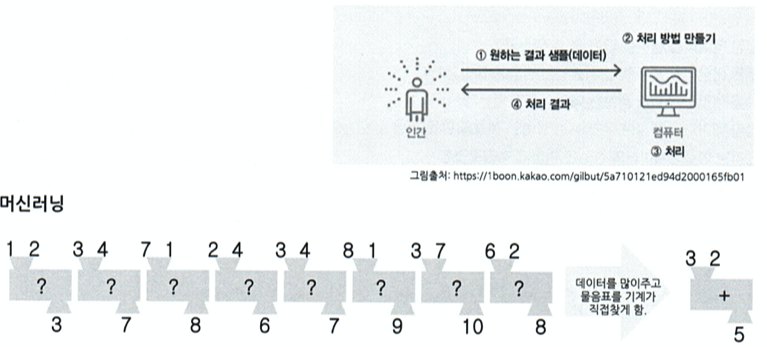 ② 처리 방법 만들기
① 원하는 결과 샘플(데이터)
④ 처리 결과
인간
컴퓨터
③ 처리
그림출처: https://1boon.kakao.com/gilbut/5a710121ed94d2000165fb01
머신러닝
1 2 3 4 7 1 2 4 3 4 8 1 3 7 6 2
? ? ? ? ? ? ? ?
3 7 8 6 7 9 10 8
데이터를 많이주고
물음표를 기계가
직접찾게 함.
3 2
+
5